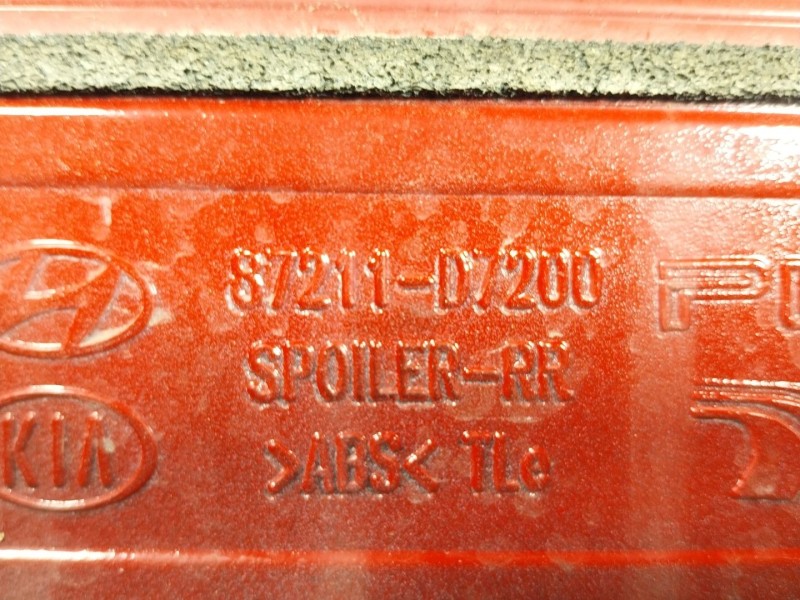 87211-D7200
SPOILER-RR
KIA >ABS< TLe